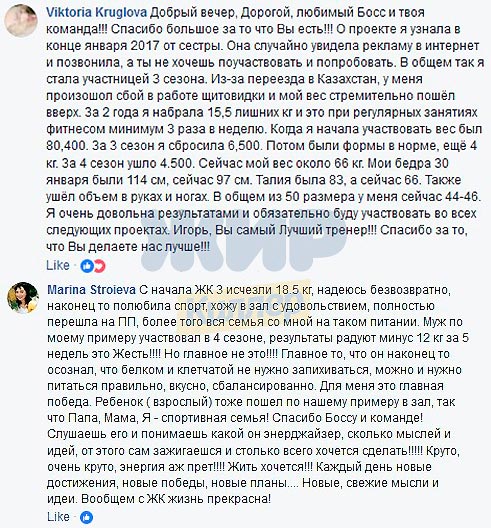 Viktoria Kruglova Добрый вечер, Дорогой, любимый Босс и твоя
команда!!! Спасибо большое за то что Вы есть!!! О проекте я узнала в
конце января 2017 от сестры. Она случайно увидела рекламу в интернет
и позвонила, а ты не хочешь поучаствовать и попробовать. В общем так я
стала участницей 3 сезона. Из-за переезда в Казахстан, у меня
произошол сбой в работе щитовидки и мой вес стремительно пошёл
вверх. За 2 года я набрала 15,5 лишних кг и это при регулярных занятиях
фитнесом минимум 3 раза в неделю. Когда я начала участвовать вес был
80,400. За 3 сезон я сбросила 6,500. Потом были формы в норме, ещё 4
кг. За 4 сезон ушло 4.500. Сейчас мой вес около 66 кг. Мои бедра 30
января были 114 см, сейчас 97 см. Талия была 83, а сейчас 66. Также
ушёл объем в руках и ногах. В общем из 50 размера у меня сейчас 44-46.
Я очень довольна результатами и обязательно буду участвовать во всех
следующих проектах. Игорь, Вы самый Лучший тренер!!! Спасибо за то,
что Вы делаете нас лучше!!!
Like ·
ЖИР
Киллер
Marina Stroieva С начала ЖК 3 исчезли 18.5 кг, надеюсь безвозвратно,
наконец то полюбила спорт, хожу в зал с удовольствием, полностью
перешла на ПП, более того вся семья со мной на таком питании. Муж по
моему примеру участвовал в 4 сезоне, результаты радуют минус 12 кг за 5
недель это Жесть!!!! Но главное не это!!!! Главное то, что он наконец то
осознал, что белком и клетчатой не нужно запихиваться, можно и нужно
питаться правильно, вкусно, сбалансированно. Для меня это главная
победа. Ребенок ( взрослый) тоже пошел по нашему примеру в зал, так
что Папа, Мама, Я - спортивная семья! Спасибо Боссу и команде!
Слушаешь его и понимаешь какой он энерджайзер, сколько мыслей и
идей, от этого сам зажигаешся и столько всего хочется сделать!!!!! Круто,
очень круто, энергия аж прет!!!! Жить хочется!!! Каждый день новые
достижения, новые победы, новые планы.... Новые, свежие мысли и
идеи. Вообщем с ЖК жизнь прекрасна!
Like ·